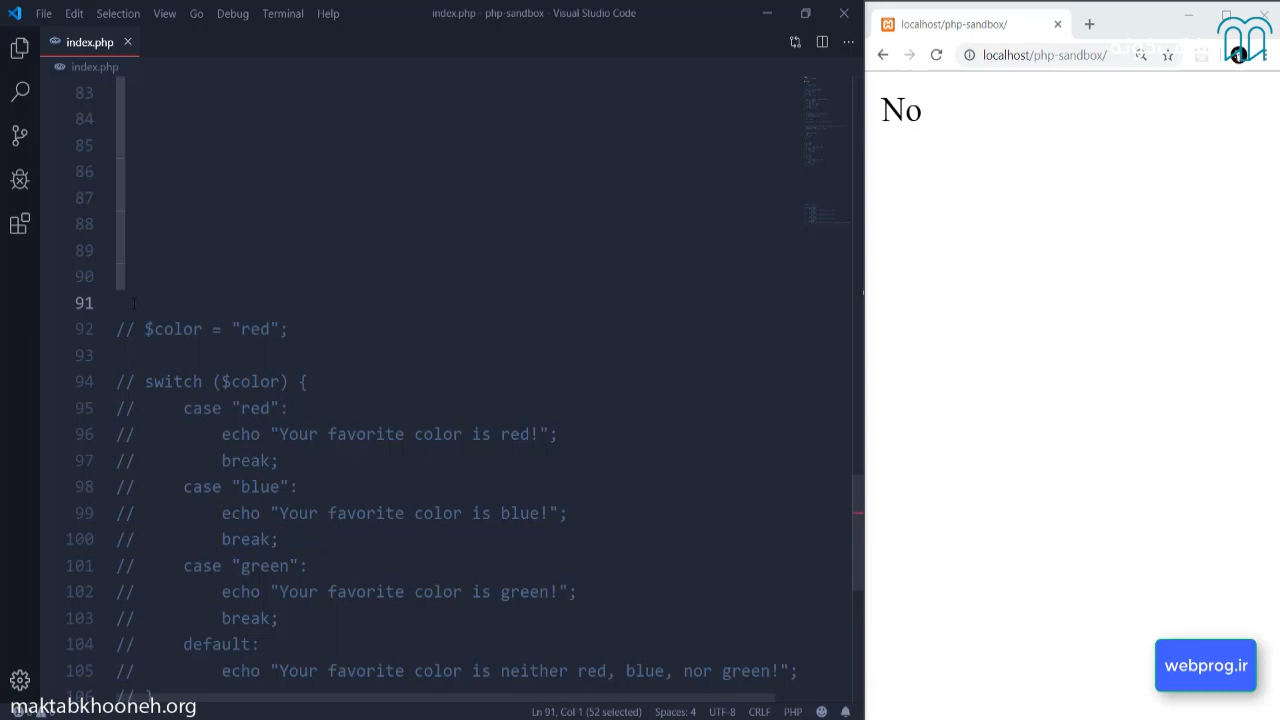 File Edit Selection View Go Debug Terminal Help
index.php - php-sandbox - Visual Studio Code
index.php
index.php
83
84
85
86
87
88
89
90
91
92 // $color = "red";
93
94 // switch ($color) {
95 // case "red":
96 // echo "Your favorite color is red!";
97 // break;
98 // case "blue":
99 // echo "Your favorite color is blue!";
100 // break;
101 // case "green":
102 // echo "Your favorite color is green!";
103 // break;
104 // default:
105 // echo "Your favorite color is neither red, blue, nor green!";
106 // }
Ln 91, Col 1 (52 selected) Spaces: 4 UTF-8 CRLF PHP
maktabkhooneh.org
localhost/php-sandbox/
localhost/php-sandbox/
No
webprog.ir